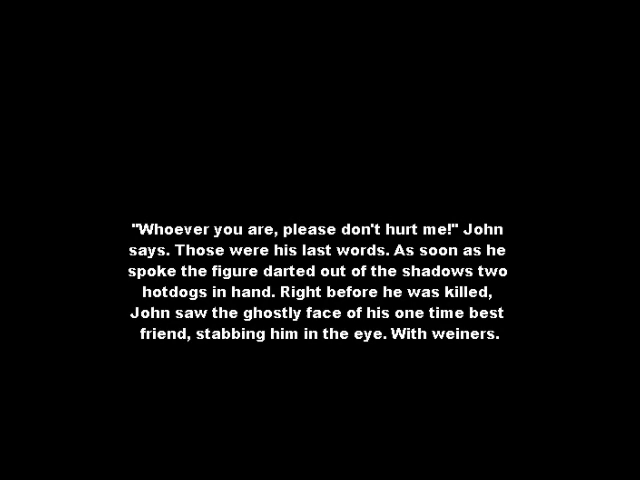 "Whoever you are, please don't hurt me!" John
says. Those were his last words. As soon as he
spoke the figure darted out of the shadows two
hotdogs in hand. Right before he was killed,
John saw the ghostly face of his one time best
friend, stabbing him in the eye. With weiners.